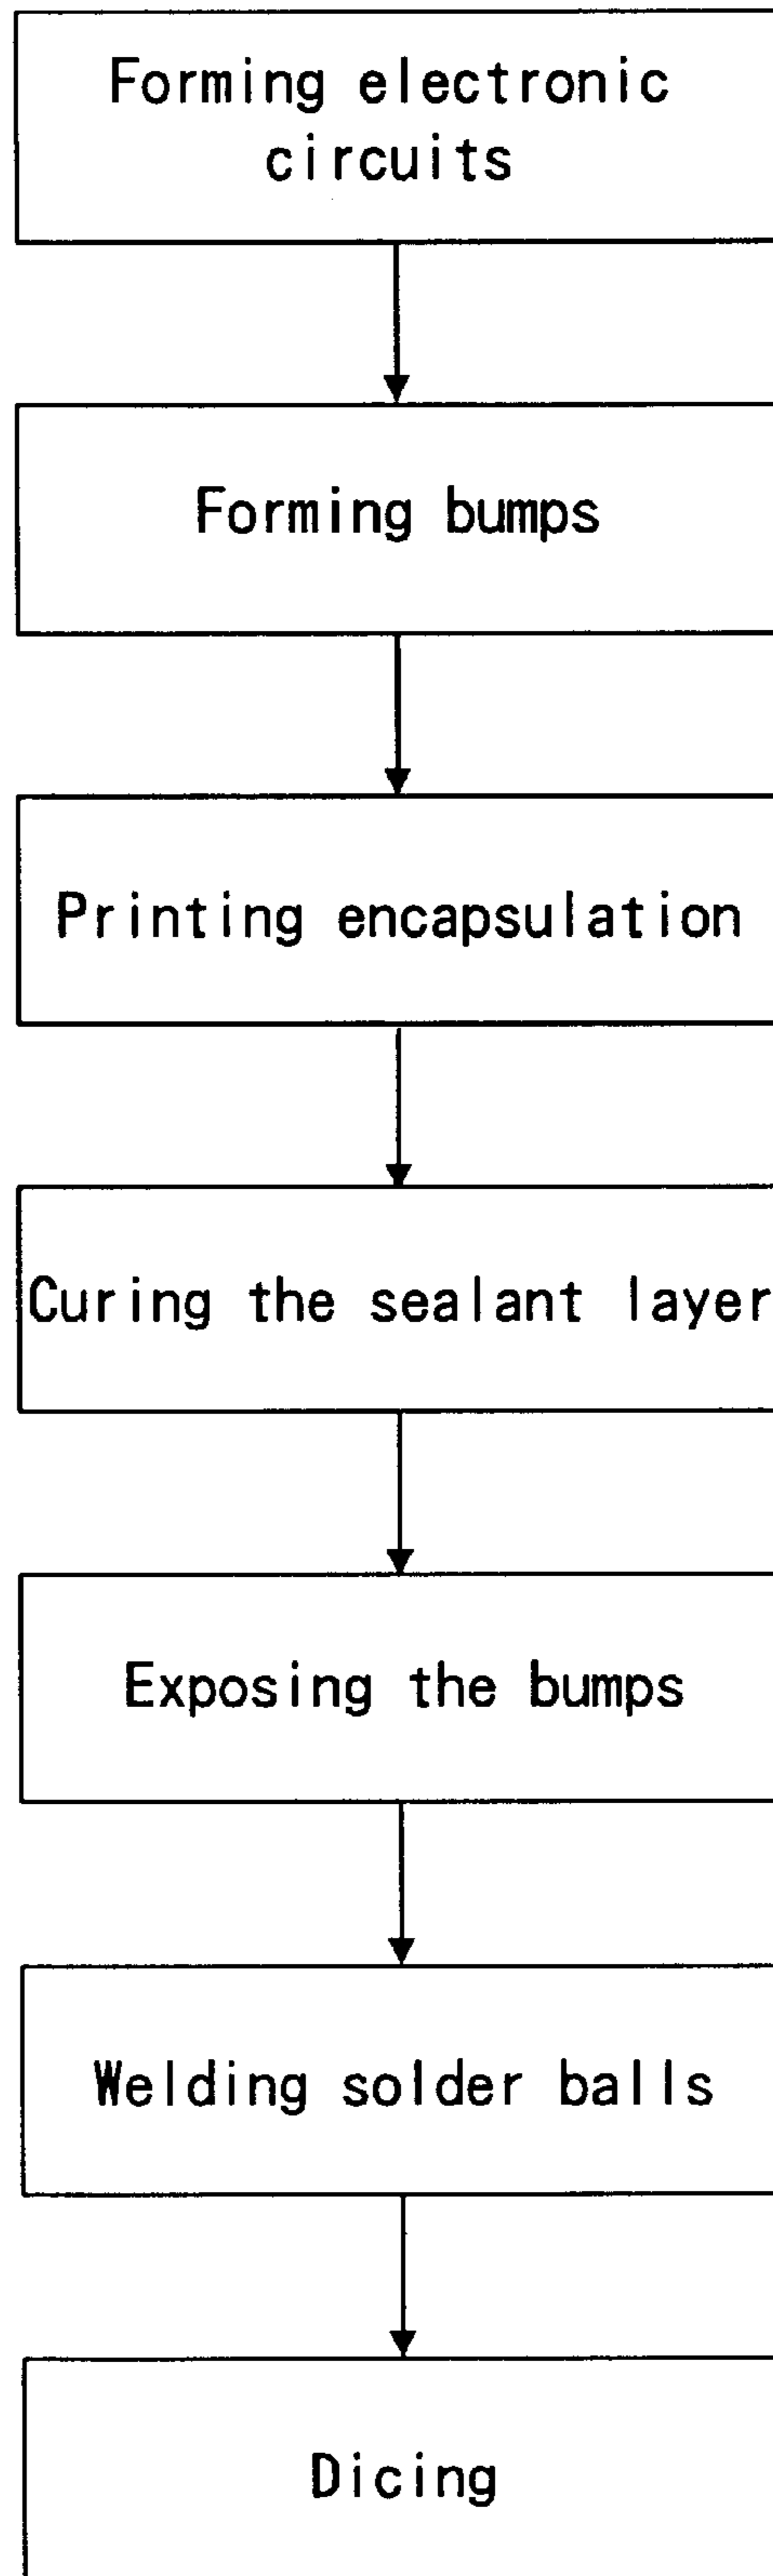 Forming electronic
circuits
Forming bumps
Printing encapsulation
Curing the sealant layer
Exposing the bumps
Welding solder balls
Dicing